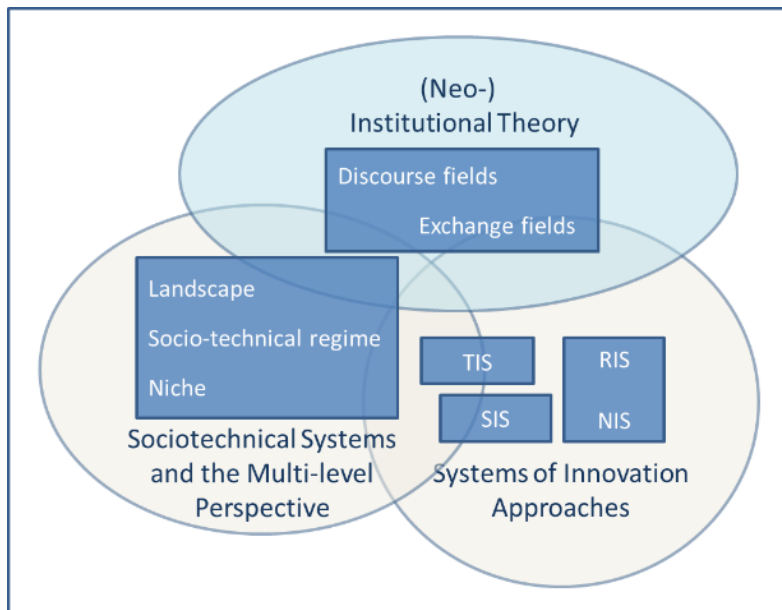 (Neo-)
Institutional Theory
Discourse fields
Exchange fields
Landscape
Socio-technical regime
Niche
Sociotechnical Systems
and the Multi-level
Perspective
TIS
RIS
SIS
NIS
Systems of Innovation
Approaches